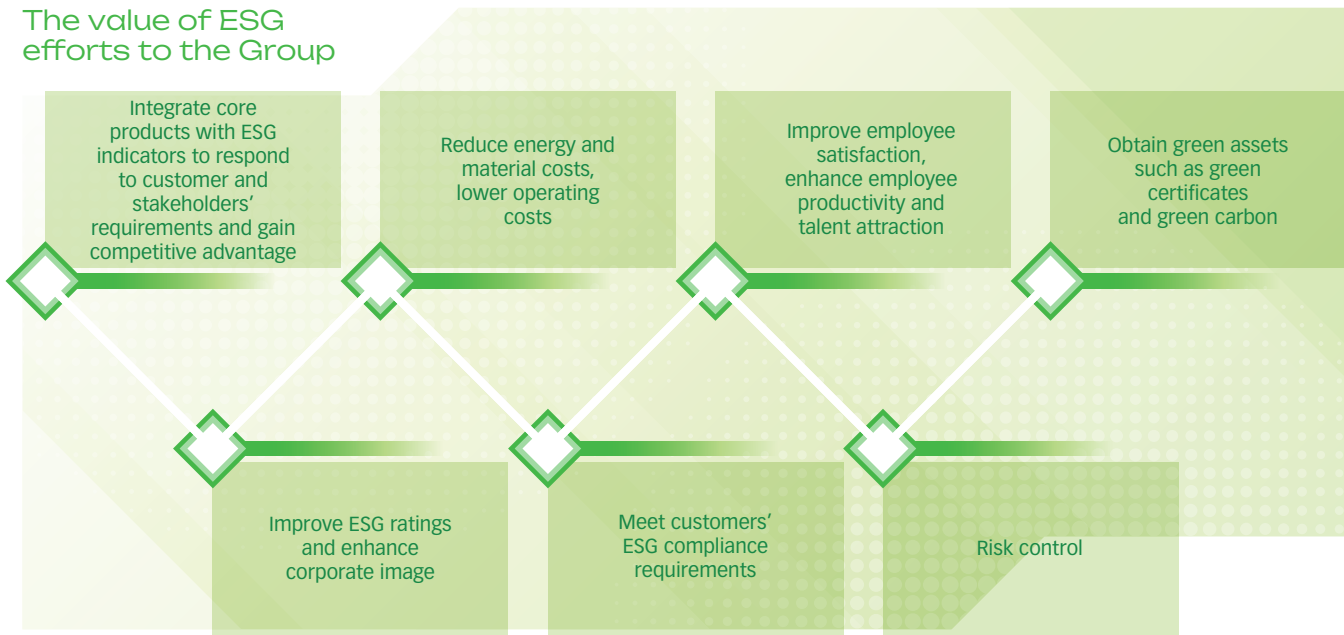 The value of ESG
efforts to the Group
Integrate core
products with ESG
indicators to respond
to customer and
stakeholders’
requirements and gain
competitive advantage
Reduce energy and
material costs,
lower operating
costs
Improve employee
satisfaction,
enhance employee
productivity and
talent attraction
Obtain green assets
such as green
certificates
and green carbon
Improve ESG ratings
and enhance
corporate image
Meet customers’
ESG compliance
requirements
Risk control